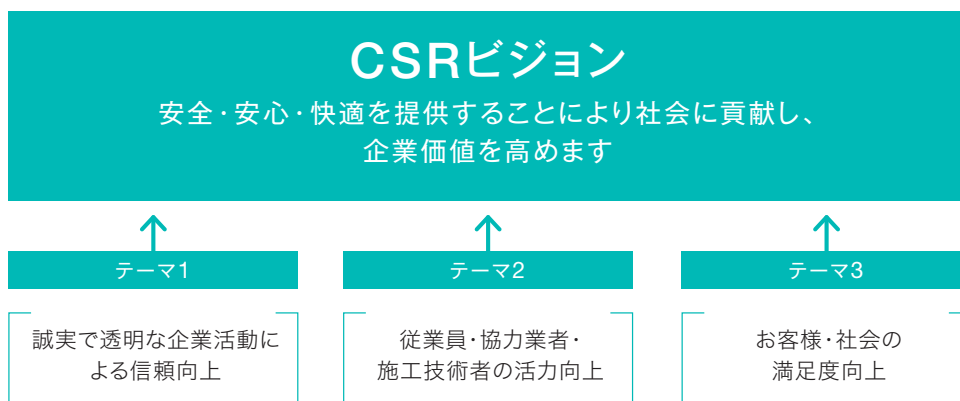 CSRビジョン
安全・安心・快適を提供することにより社会に貢献し、
企業価値を高めます
テーマ1
誠実で透明な企業活動に
よる信頼向上
テーマ2
従業員・協力業者・
施工技術者の活力向上
テーマ3
お客様・社会の
満足度向上